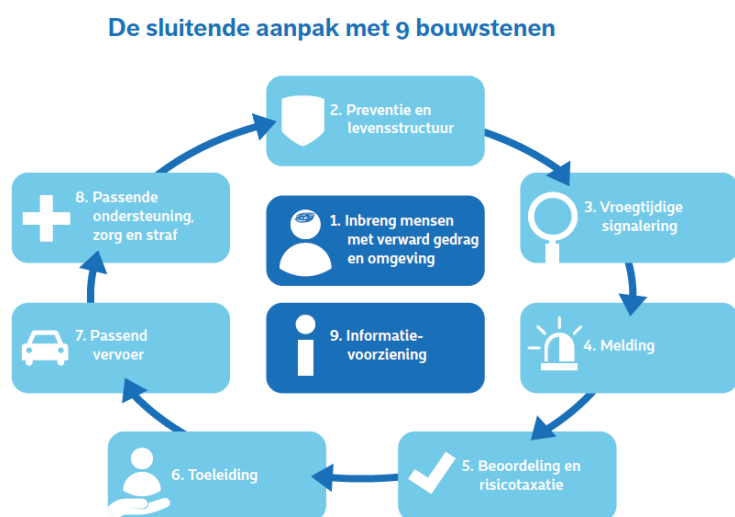 De sluitende aanpak met 9 bouwstenen
2. Preventie en
levensstructuur
1. Inbreng mensen
met verward gedrag
en omgeving
3. Vroegtijdige
signalering
4. Melding
5. Beoordeling en
risicotaxatie
6. Toeleiding
7. Passend
vervoer
8. Passende
ondersteuning,
zorg en straf
9. Informatie-
voorziening